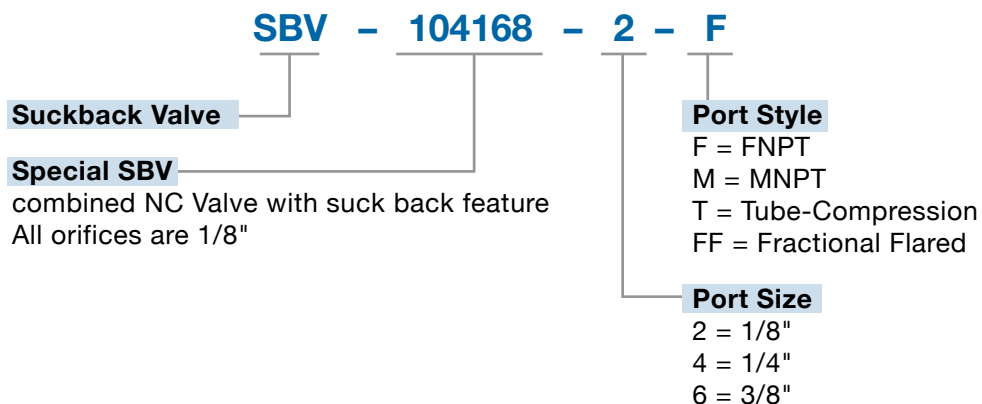 SBV – 104168 – 2 – F
Suckback Valve
Special SBV
combined NC Valve with suck back feature
All orifices are 1/8"
Port Style
F = FNPT
M = MNPT
T = Tube-Compression
FF = Fractional Flared
Port Size
2 = 1/8"
4 = 1/4"
6 = 3/8"